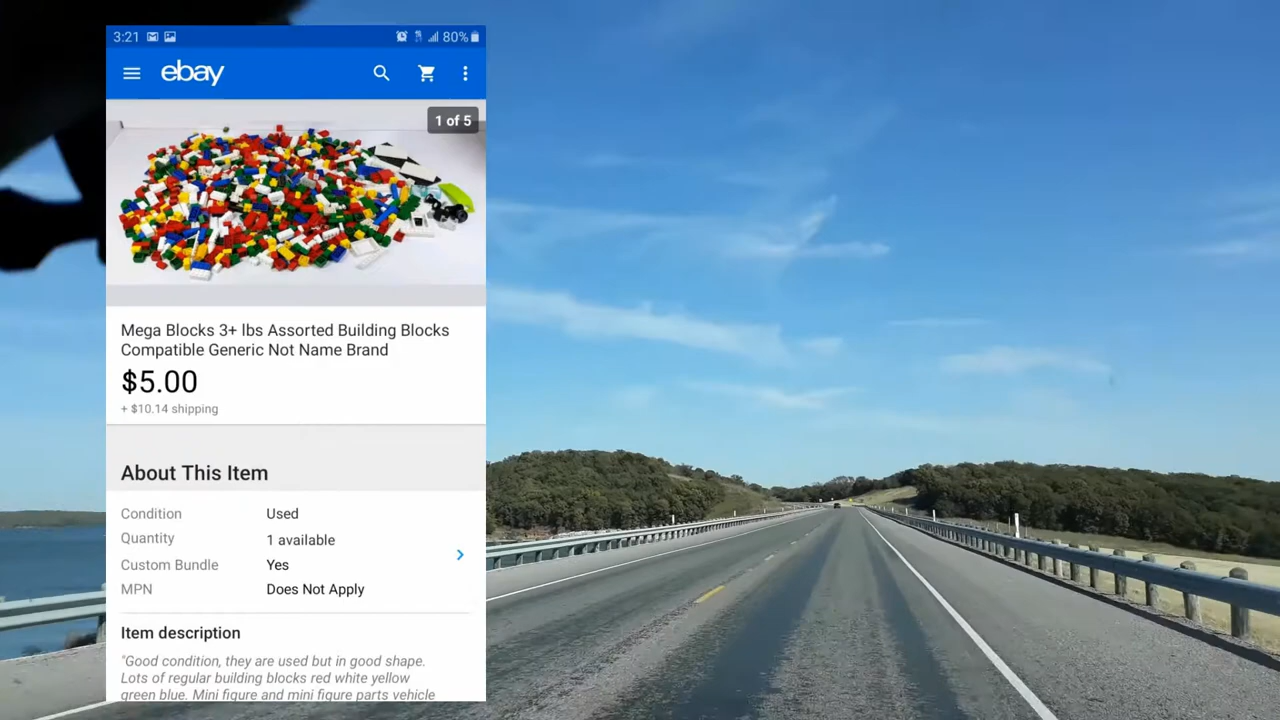 3:21 80%
ebay
1 of 5
Mega Blocks 3+ lbs Assorted Building Blocks
Compatible Generic Not Name Brand
$5.00
+ $10.14 shipping
About This Item
Condition Used
Quantity 1 available
Custom Bundle Yes
MPN Does Not Apply
Item description
"Good condition, they are used but in good shape.
Lots of regular building blocks red white yellow
green blue. Mini figure and mini figure parts vehicle